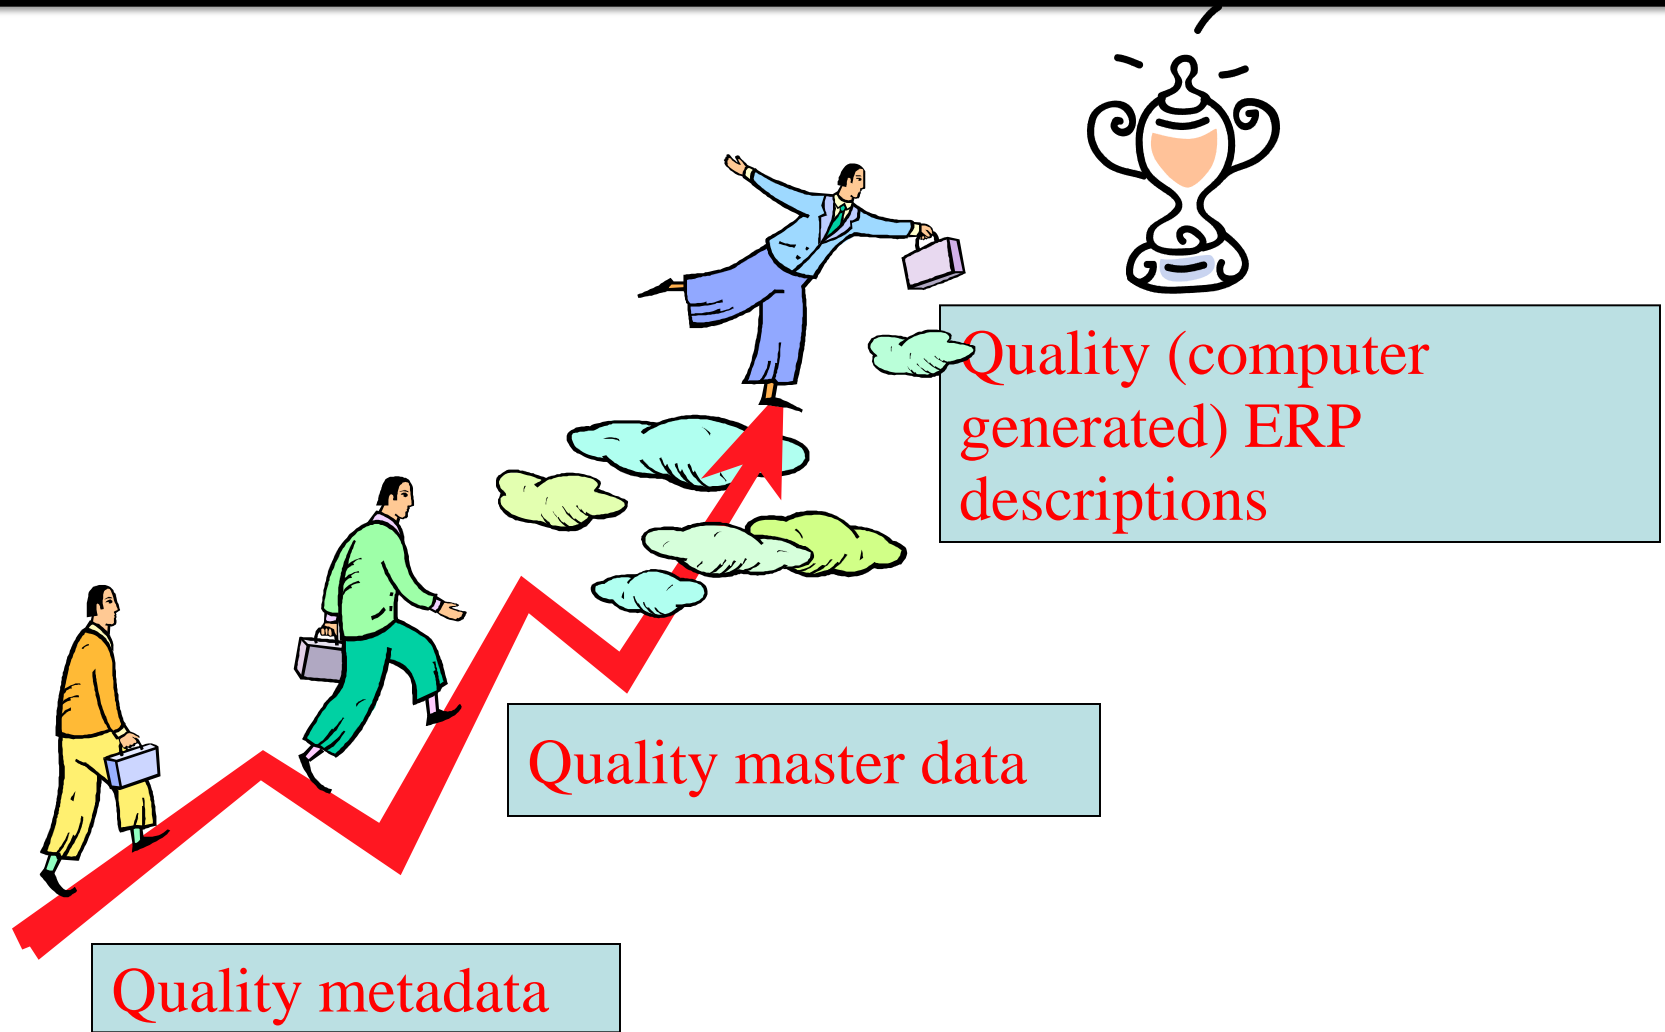 Quality (computer
generated) ERP
descriptions
Quality master data
Quality metadata